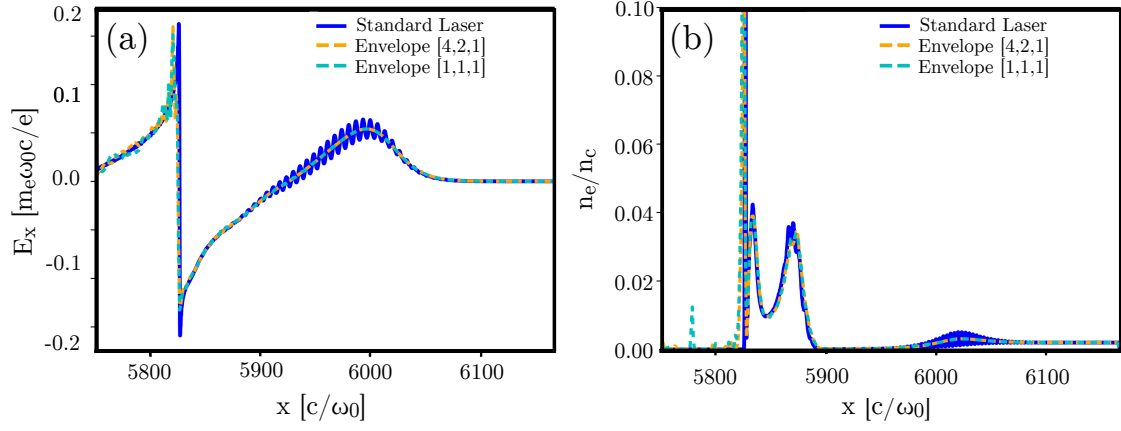 (a)
Standard Laser
Envelope [4,2,1]
Envelope [1,1,1]
0.2
0.1
0.0
-0.1
-0.2
Eₓ [mₑω₀c/e]
5800 5900 6000 6100
x [c/ω₀]
(b)
Standard Laser
Envelope [4,2,1]
Envelope [1,1,1]
0.10
0.08
0.06
0.04
0.02
0.00
nₑ/n_c
5800 5900 6000 6100
x [c/ω₀]